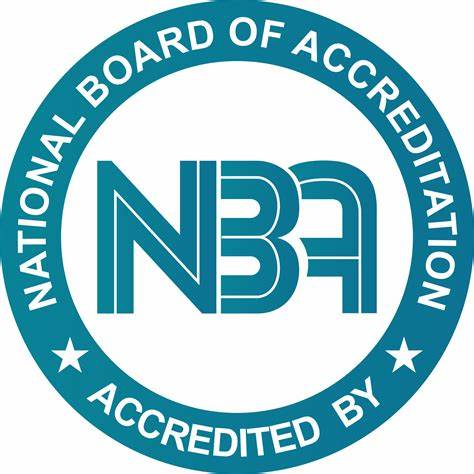 NATIONAL BOARD OF ACCREDITATION
NBA
ACCREDITED BY